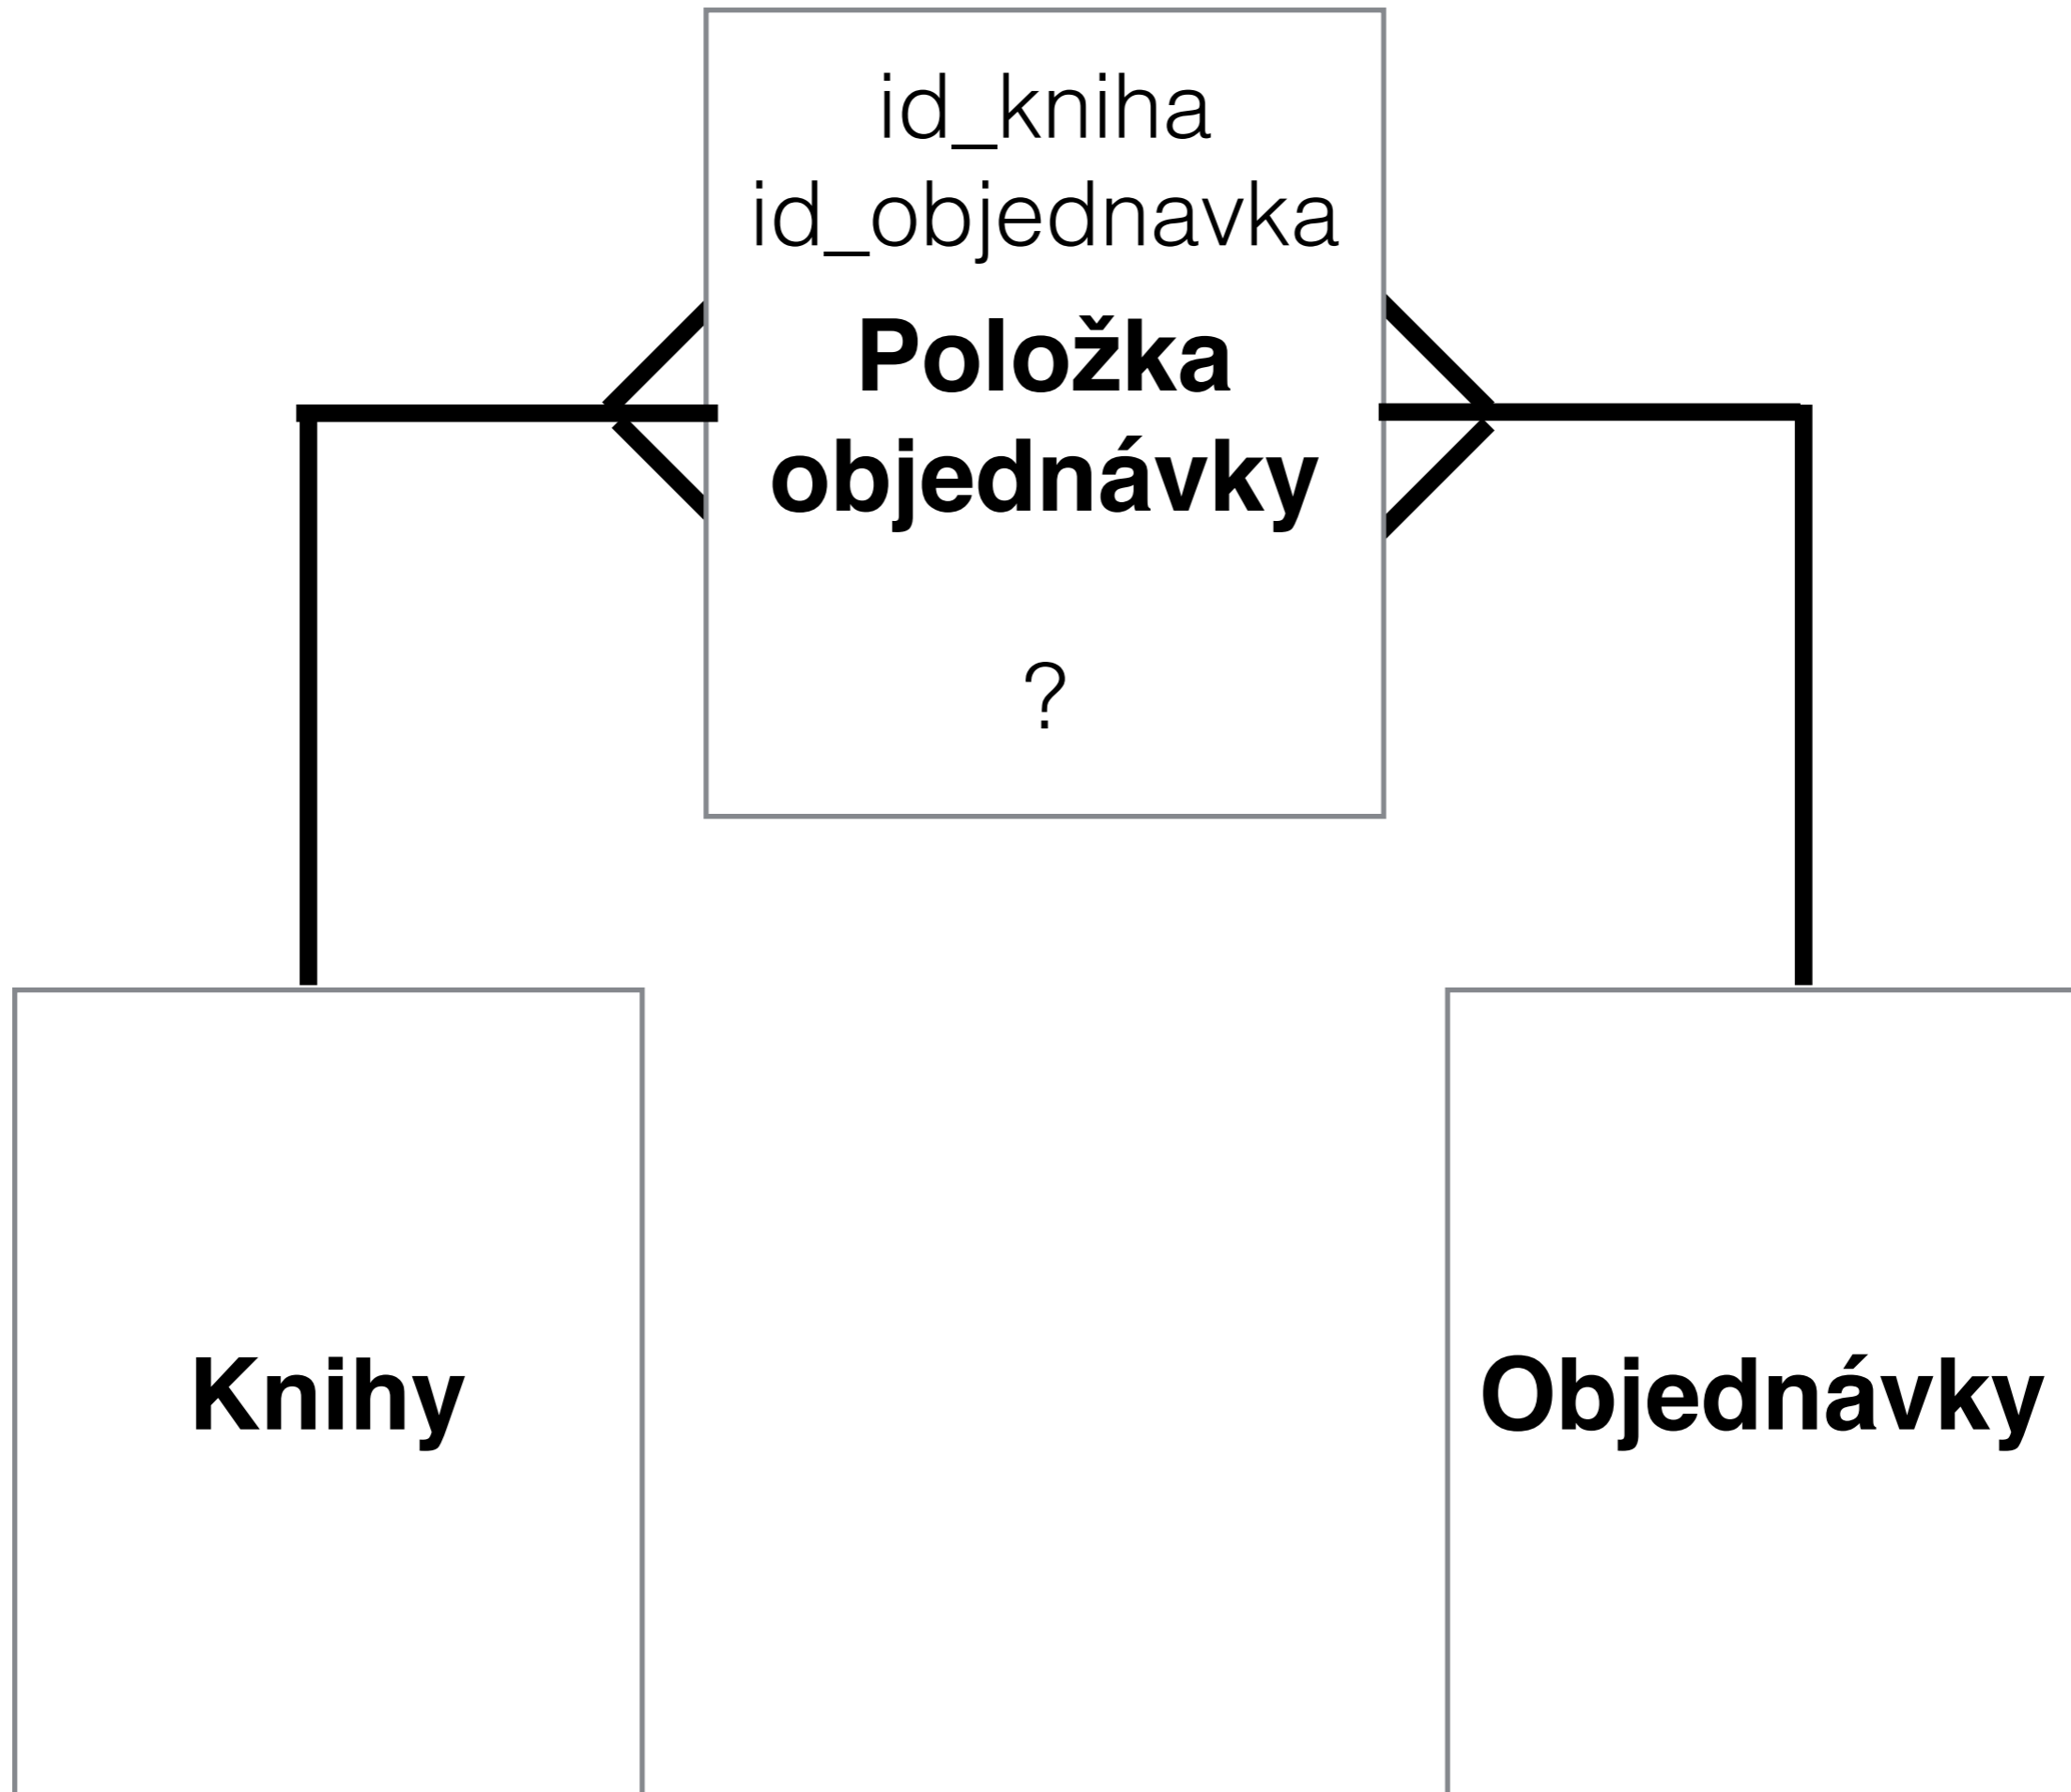 id_kniha
id_objednavka
Položka
objednávky
?
Knihy
Objednávky